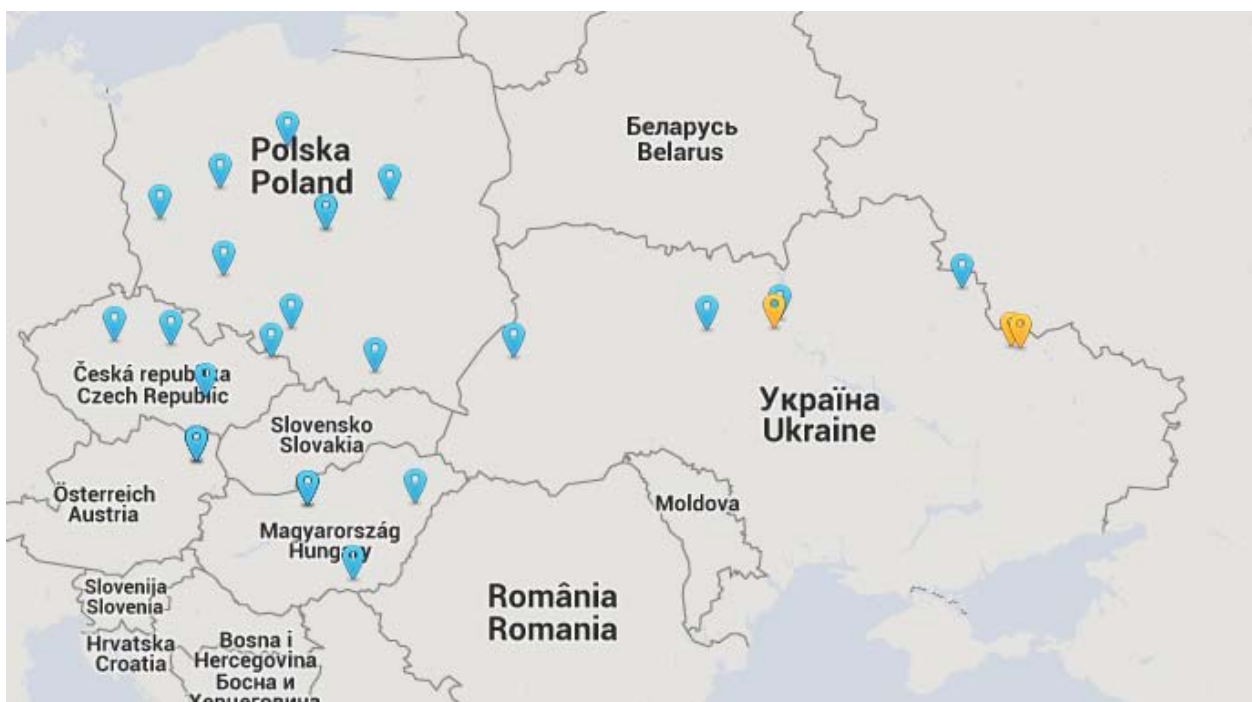 Polska
Poland
Беларусь
Belarus
Česká republika
Czech Republic
Slovensko
Slovakia
Україна
Ukraine
Österreich
Austria
Moldova
Magyarország
Hungary
Slovenija
Slovenia
România
Romania
Hrvatska
Croatia
Bosna i
Hercegovina
Босна и
Херцеговина